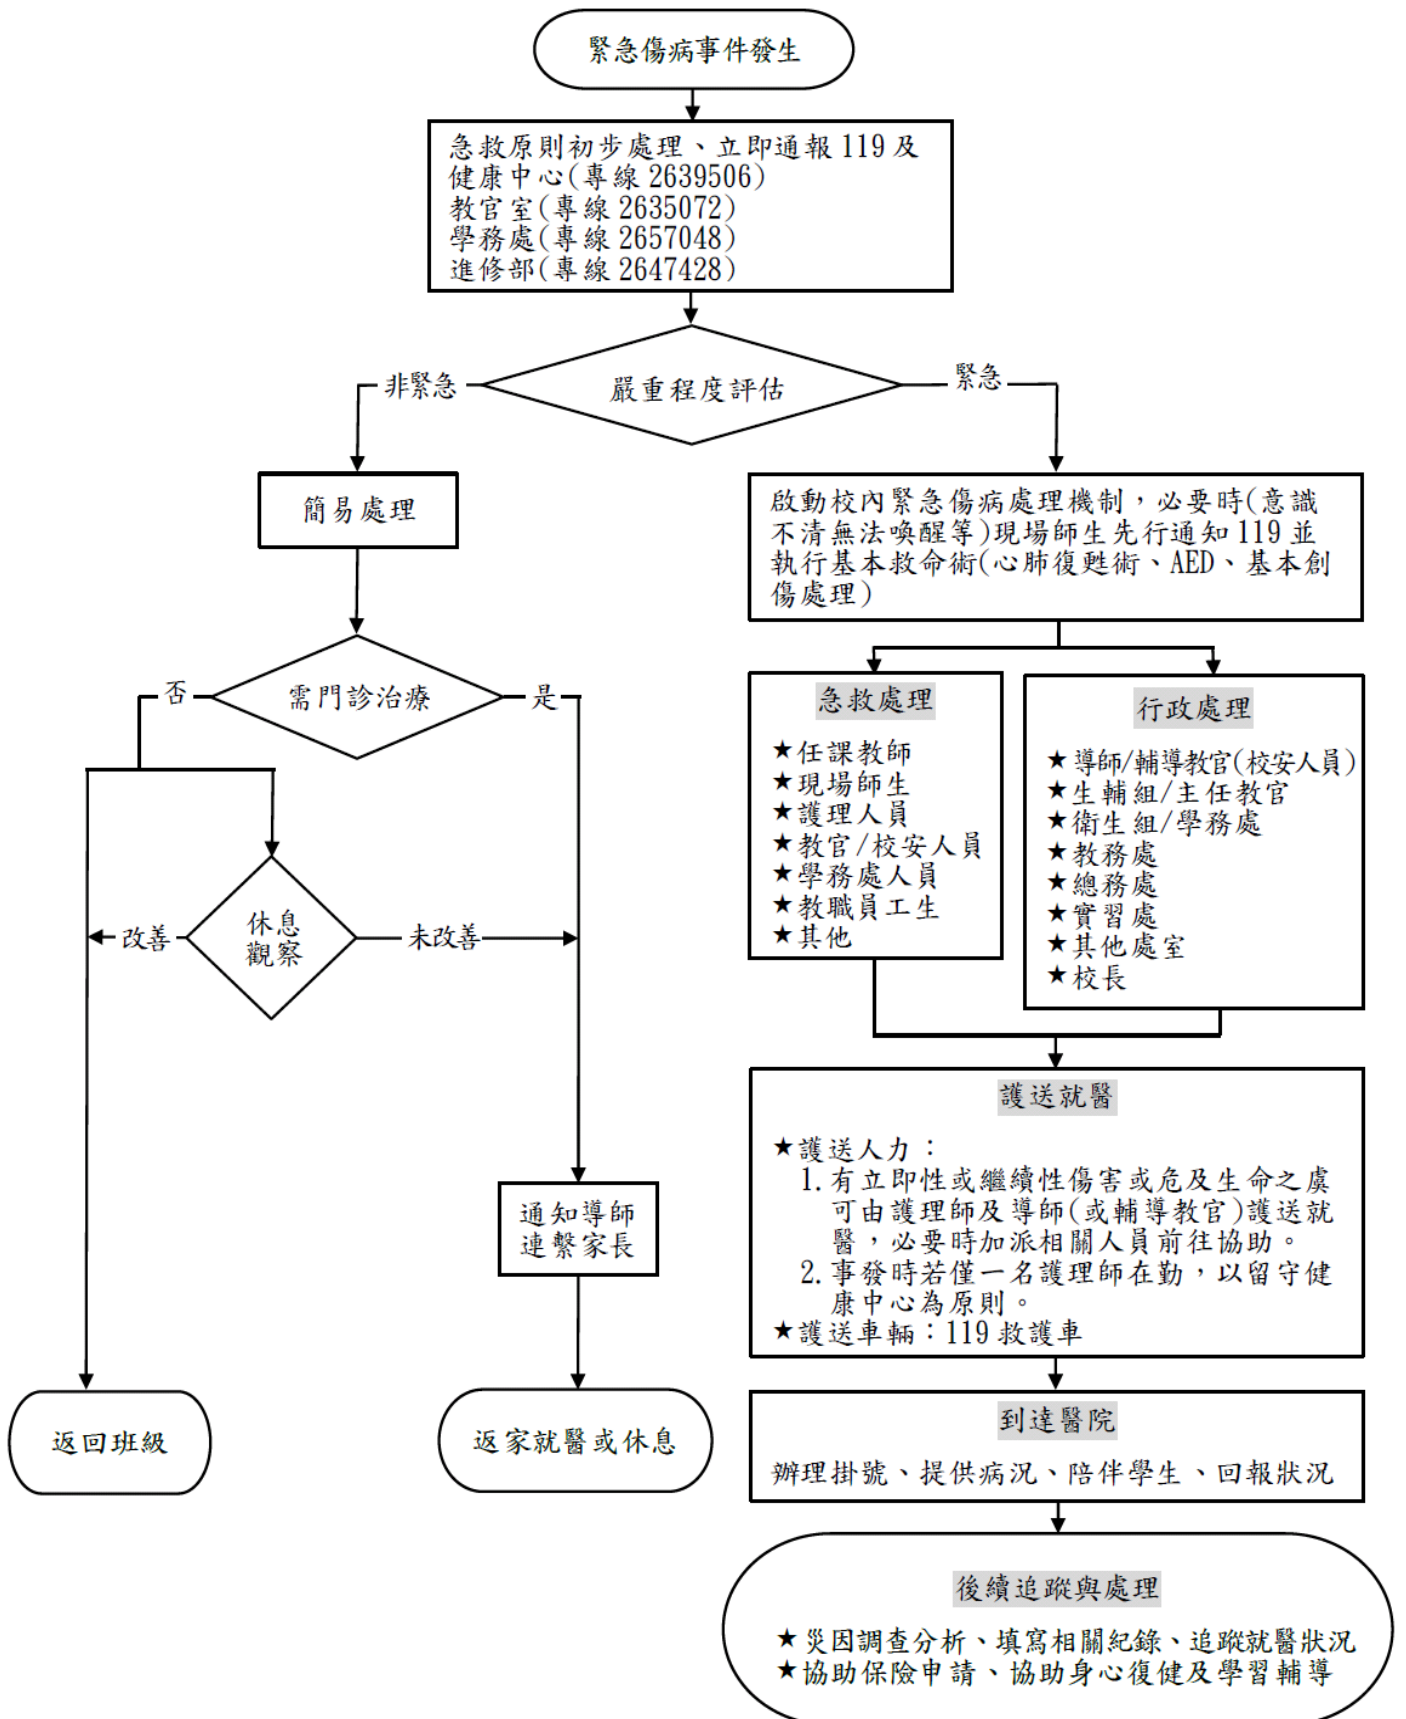 緊急傷病事件發生
急救原則初步處理、立即通報 119 及
健康中心(專線 2639506)
教官室(專線 2635072)
學務處(專線 2657048)
進修部(專線 2647428)
嚴重程度評估
非緊急
緊急
簡易處理
需門診治療
否
是
休息
觀察
改善
未改善
通知導師
連繫家長
返回班級
返家就醫或休息
啟動校內緊急傷病處理機制，必要時(意識
不清無法喚醒等)現場師生先行通知 119 並
執行基本救命術(心肺復甦術、AED、基本創
傷處理)
急救處理
★任課教師
★現場師生
★護理人員
★教官/校安人員
★學務處人員
★教職員工生
★其他
行政處理
★導師/輔導教官(校安人員)
★生輔組/主任教官
★衛生組/學務處
★教務處
★總務處
★實習處
★其他處室
★校長
護送就醫
★護送人力：
1. 有立即性或繼續性傷害或危及生命之虞
可由護理師及導師(或輔導教官)護送就
醫，必要時加派相關人員前往協助。
2. 事發時若僅一名護理師在勤，以留守健
康中心為原則。
★護送車輛：119 救護車
到達醫院
辦理掛號、提供病況、陪伴學生、回報狀況
後續追蹤與處理
★災因調查分析、填寫相關紀錄、追蹤就醫狀況
★協助保險申請、協助身心復健及學習輔導